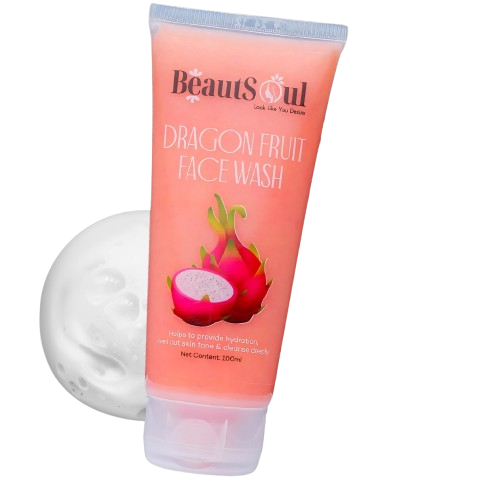 BeautSoul
Look Like You Desire
DRAGON FRUIT
FACE WASH
Helps to provide hydration,
even out skin tone & cleanse deeply
Net Content: 100ml